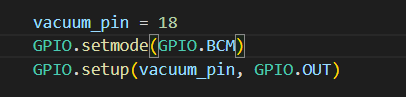 vacuum_pin = 18
GPIO.setmode(GPIO.BCM)
GPIO.setup(vacuum_pin, GPIO.OUT)